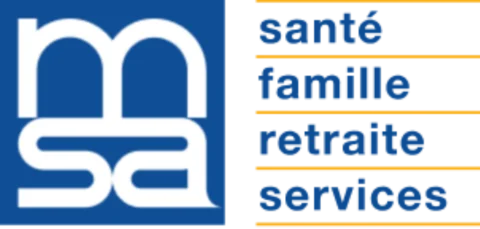 msa
santé
famille
retraite
services